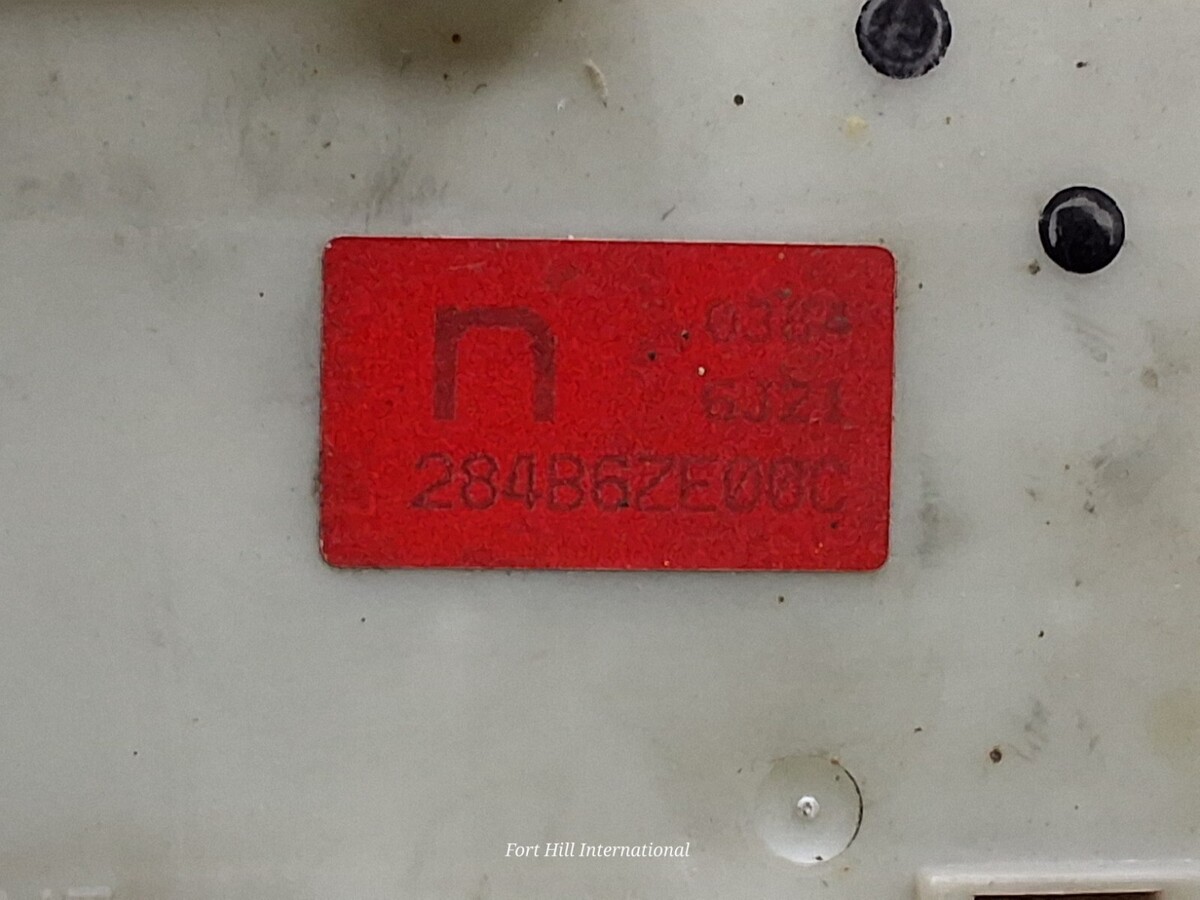 n
6J21
284B6ZE00C
Fort Hill International